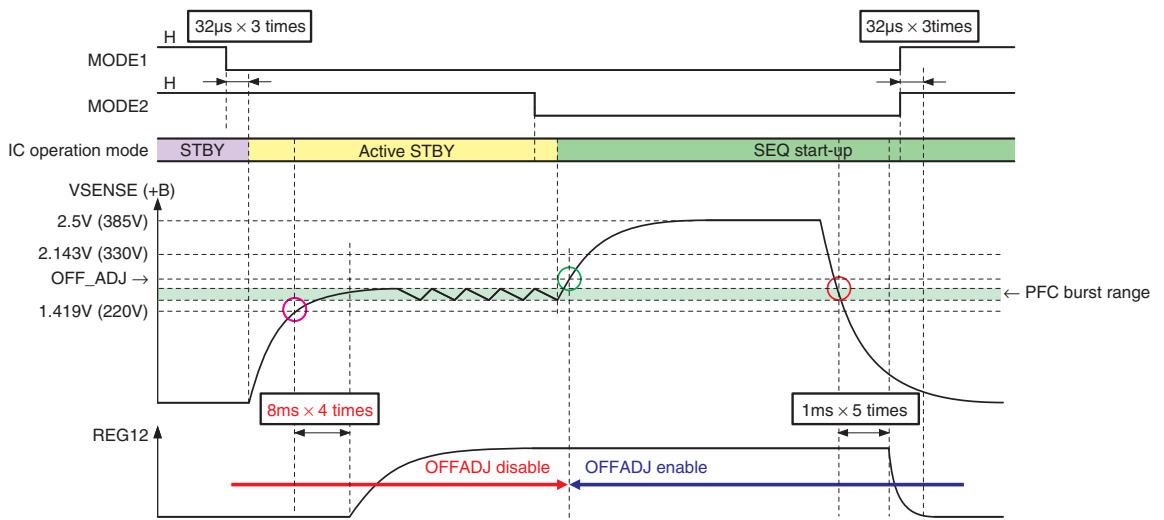 32μs × 3 times
32μs × 3times
H
MODE1
H
MODE2
IC operation mode
STBY
Active STBY
SEQ start-up
VSENSE (+B)
2.5V (385V)
2.143V (330V)
OFF_ADJ →
← PFC burst range
1.419V (220V)
8ms × 4 times
1ms × 5 times
REG12
OFFADJ disable
OFFADJ enable